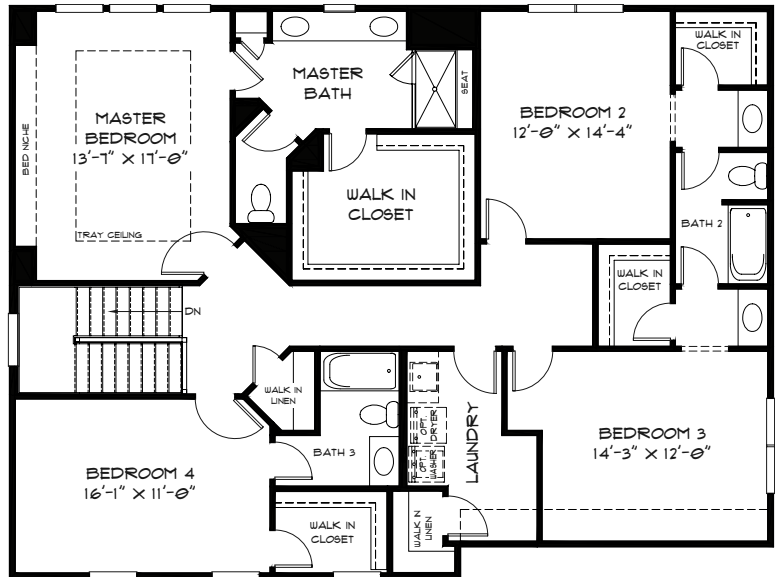 WALK IN
CLOSET
MASTER
BATH
SEAT
MASTER
BEDROOM
13'-7" X 17'-0"
BED NICHE
BEDROOM 2
12'-0" X 14'-4"
WALK IN
CLOSET
TRAY CEILING
BATH 2
WALK IN
CLOSET
DN
WALK IN
LINEN
OPT.
DRYER
OPT.
WASHER
LAUNDRY
BATH 3
BEDROOM 3
14'-3" X 12'-0"
BEDROOM 4
16'-1" X 11'-0"
WALK IN
CLOSET
WALK IN
LINEN